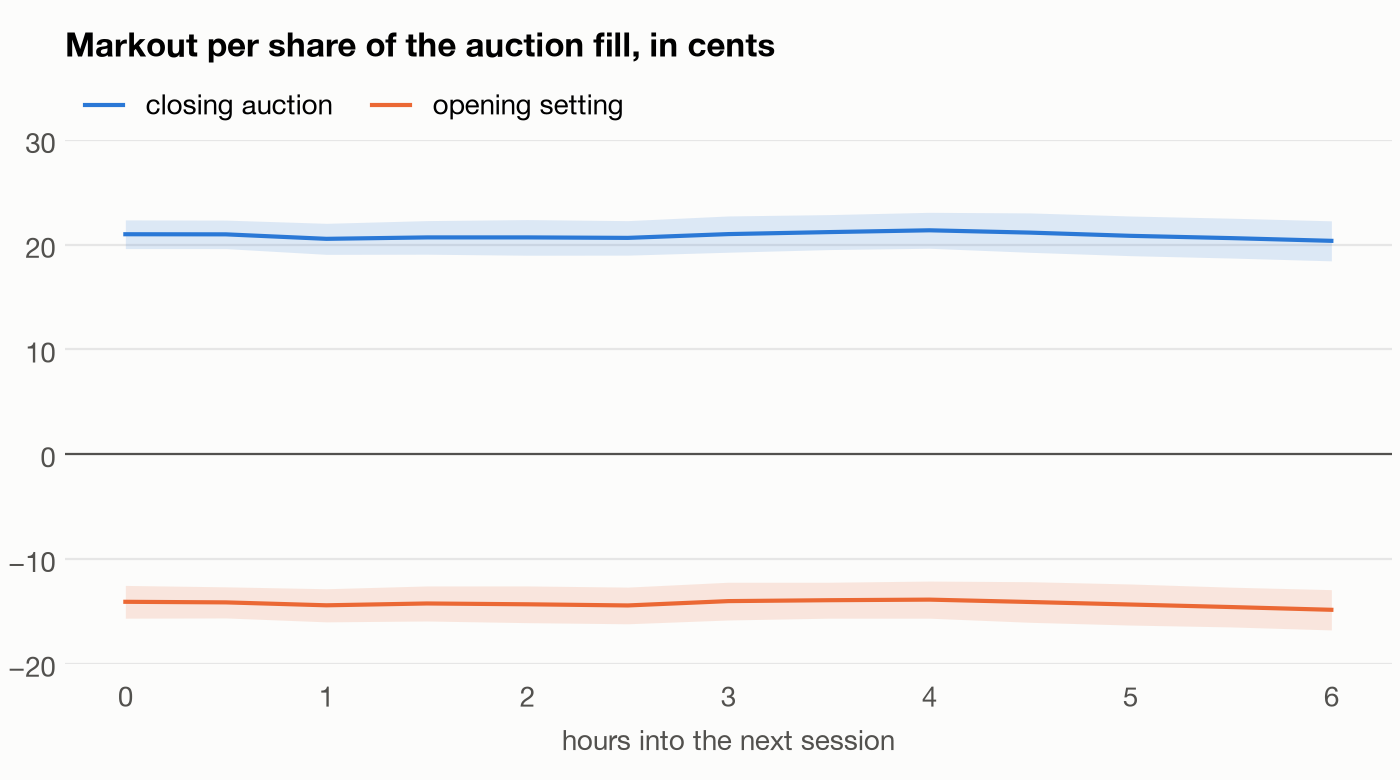 Markout per share of the auction fill, in cents
closing auction opening setting
30
20
10
0
−10
−20
0 1 2 3 4 5 6
hours into the next session